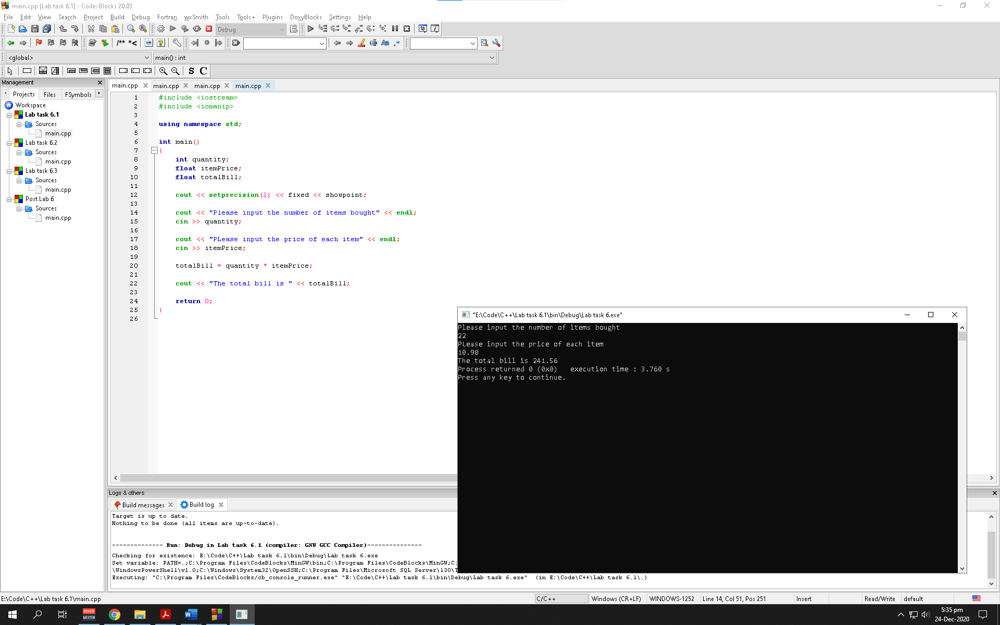 main.cpp [Lab task 6.1] - Code::Blocks 20.03
File Edit View Search Project Build Debug Fortran wxSmith Tools Tools+ Plugins DoxyBlocks Settings Help
Debug
/** *<
Aa .*
<global> main() : int
S C
Management
Projects Files FSymbols
Workspace
Lab task 6.1
Sources
main.cpp
Lab task 6.2
Sources
main.cpp
Lab task 6.3
Sources
main.cpp
Post Lab 6
Sources
main.cpp
main.cpp main.cpp main.cpp main.cpp
1 #include <iostream>
2 #include <iomanip>
3
4 using namespace std;
5
6 int main()
7 {
8 int quantity;
9 float itemPrice;
10 float totalBill;
11
12 cout << setprecision(2) << fixed << showpoint;
13
14 cout << "Please input the number of items bought" << endl;
15 cin >> quantity;
16
17 cout << "PLease input the price of each item" << endl;
18 cin >> itemPrice;
19
20 totalBill = quantity * itemPrice;
21
22 cout << "The total bill is " << totalBill;
23
24 return 0;
25 }
26
"E:\Code\C++\Lab task 6.1\bin\Debug\Lab task 6.exe"
Please input the number of items bought
22
PLease input the price of each item
10.98
The total bill is 241.56
Process returned 0 (0x0)   execution time : 3.760 s
Press any key to continue.
Logs & others
Build messages Build log
Target is up to date.
Nothing to be done (all items are up-to-date).
-------------- Run: Debug in Lab task 6.1 (compiler: GNU GCC Compiler)---------------
Checking for existence: E:\Code\C++\Lab task 6.1\bin\Debug\Lab task 6.exe
Set variable: PATH=.;C:\Program Files\CodeBlocks\MinGW\bin;C:\Program Files\CodeBlocks\MinGW;C:
\WindowsPowerShell\v1.0;C:\Windows\System32\OpenSSH;C:\Program Files\Microsoft SQL Server\130\T
Executing: "C:\Program Files\CodeBlocks/cb_console_runner.exe" "E:\Code\C++\Lab task 6.1\bin\Debug\Lab task 6.exe"  (in E:\Code\C++\Lab task 6.1\.)
E:\Code\C++\Lab task 6.1\main.cpp C/C++ Windows (CR+LF) WINDOWS-1252 Line 14, Col 51, Pos 251 Insert Read/Write default
VOICE
MEETER
5:35 pm
24-Dec-2020